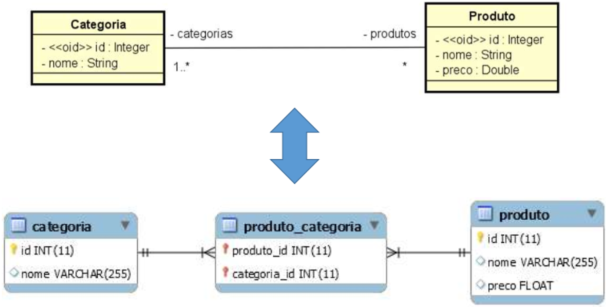 Categoria
- <<oid>> id : Integer
- nome : String
- categorias
1..*
- produtos
*
Produto
- <<oid>> id : Integer
- nome : String
- preco : Double
categoria
id INT(11)
nome VARCHAR(255)
produto_categoria
produto_id INT(11)
categoria_id INT(11)
produto
id INT(11)
nome VARCHAR(255)
preco FLOAT